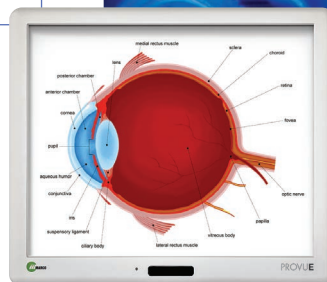 medial rectus muscle
sclera
choroid
lens
posterior chamber
retina
anterior chamber
fovea
cornea
pupil
aqueous humor
optic nerve
conjunctiva
iris
papilla
suspensory ligament
vitreous body
ciliary body
lateral rectus muscle
PROVUE